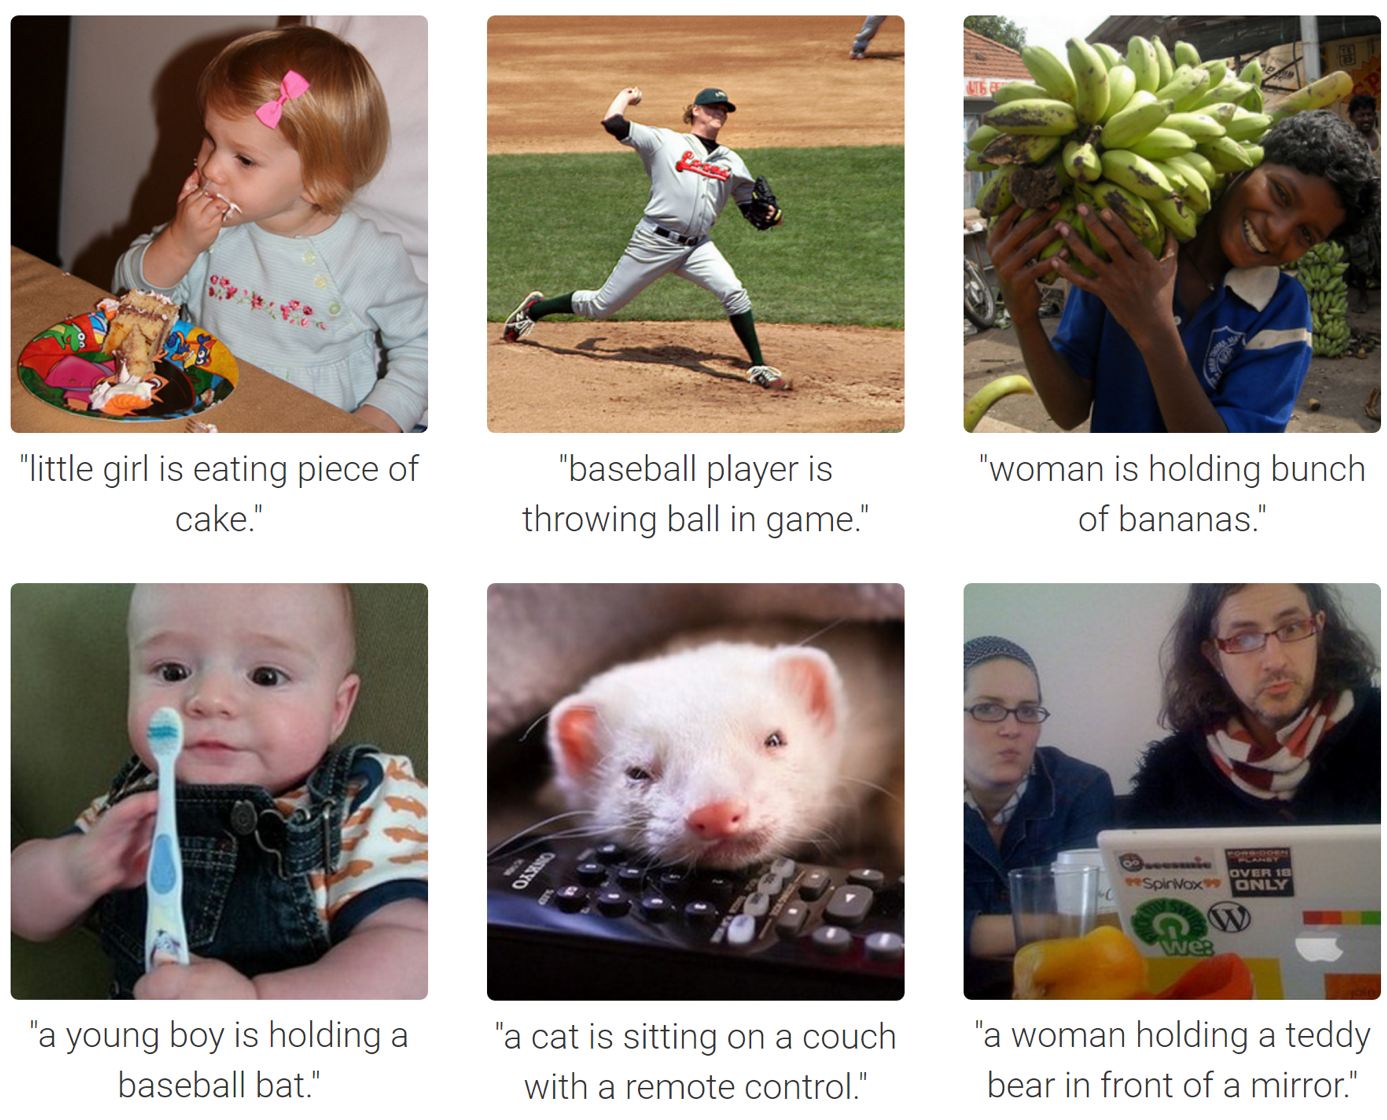 "little girl is eating piece of
cake."
"baseball player is
throwing ball in game."
"woman is holding bunch
of bananas."
ONKYO
seesmic
SpinVox
FORBIDDEN
PLANET
OVER 18
ONLY
we:
"a young boy is holding a
baseball bat."
"a cat is sitting on a couch
with a remote control."
"a woman holding a teddy
bear in front of a mirror."